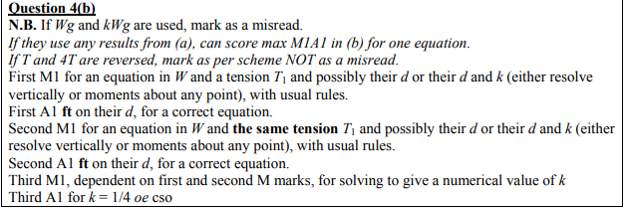 Question 4(b)
N.B. If Wg and kWg are used, mark as a misread.
If they use any results from (a), can score max M1A1 in (b) for one equation.
If T and 4T are reversed, mark as per scheme NOT as a misread.
First M1 for an equation in W and a tension T₁ and possibly their d or their d and k (either resolve
vertically or moments about any point), with usual rules.
First A1 ft on their d, for a correct equation.
Second M1 for an equation in W and the same tension T₁ and possibly their d or their d and k (either
resolve vertically or moments about any point), with usual rules.
Second A1 ft on their d, for a correct equation.
Third M1, dependent on first and second M marks, for solving to give a numerical value of k
Third A1 for k = 1/4 oe cso